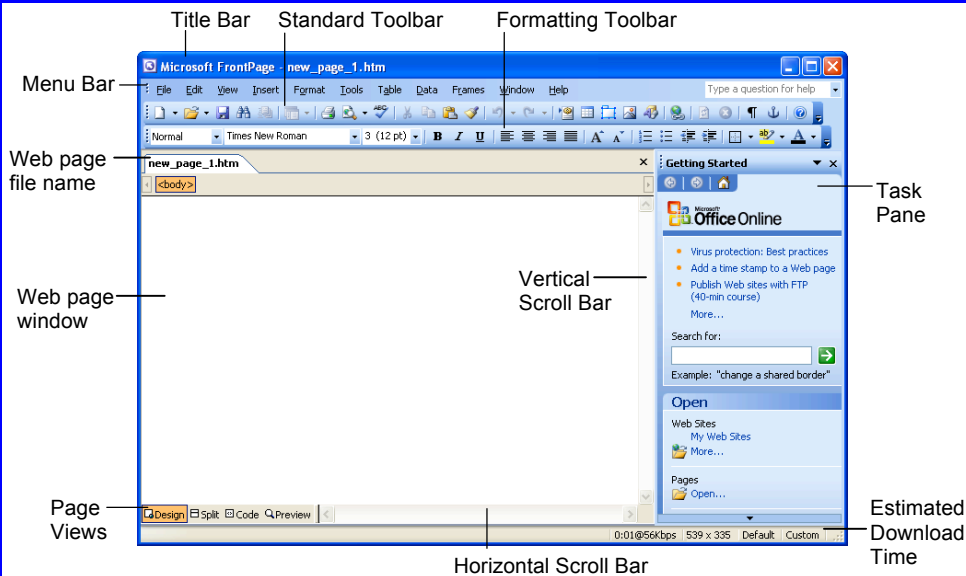 Title Bar Standard Toolbar Formatting Toolbar
Microsoft FrontPage - new_page_1.htm
Menu Bar
File Edit View Insert Format Tools Table Data Frames Window Help Type a question for help
Normal Times New Roman 3 (12 pt) B I U A A A
Web page
file name
new_page_1.htm
Getting Started
<body>
Task
Pane
Microsoft
Office Online
Virus protection: Best practices
Add a time stamp to a Web page
Publish Web sites with FTP
(40-min course)
More...
Vertical
Scroll Bar
Web page
window
Search for:
Example: "change a shared border"
Open
Web Sites
My Web Sites
More...
Pages
Open...
Page
Views
Design Split Code Preview
0:01@56Kbps 539 x 335 Default Custom
Estimated
Download
Time
Horizontal Scroll Bar